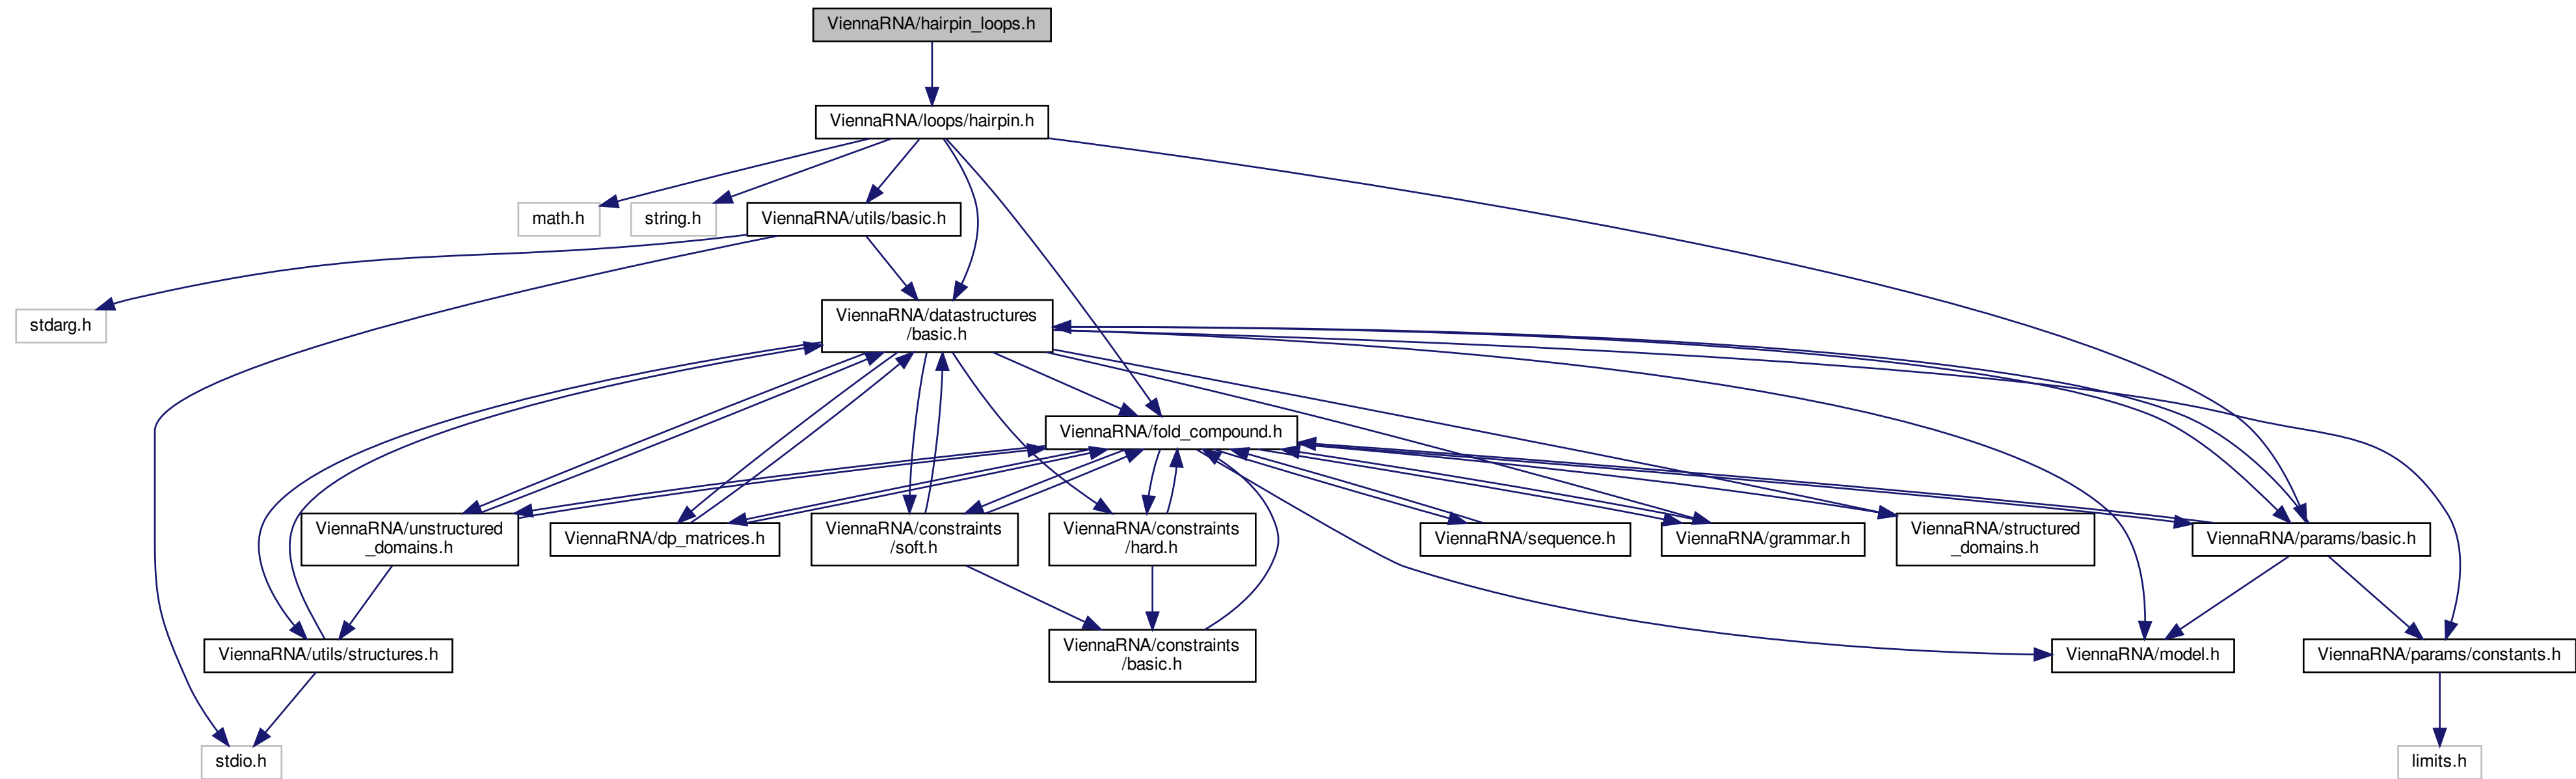 ViennaRNA/hairpin_loops.h
ViennaRNA/loops/hairpin.h
math.h
string.h
ViennaRNA/utils/basic.h
stdarg.h
ViennaRNA/datastructures
/basic.h
ViennaRNA/fold_compound.h
ViennaRNA/unstructured
_domains.h
ViennaRNA/dp_matrices.h
ViennaRNA/constraints
/soft.h
ViennaRNA/constraints
/hard.h
ViennaRNA/sequence.h
ViennaRNA/grammar.h
ViennaRNA/structured
_domains.h
ViennaRNA/params/basic.h
ViennaRNA/utils/structures.h
ViennaRNA/constraints
/basic.h
ViennaRNA/model.h
ViennaRNA/params/constants.h
stdio.h
limits.h